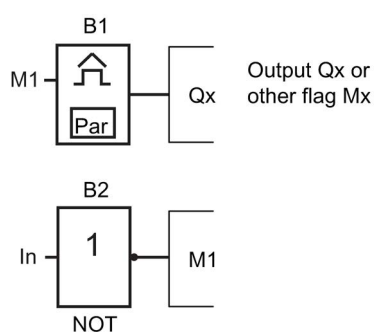 B1
M1
Par
Qx
Output Qx or
other flag Mx
B2
In
1
M1
NOT